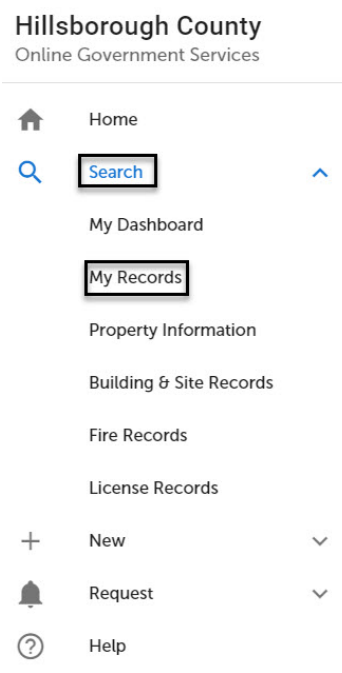 Hillsborough County
Online Government Services
Home
Search
My Dashboard
My Records
Property Information
Building & Site Records
Fire Records
License Records
New
Request
Help